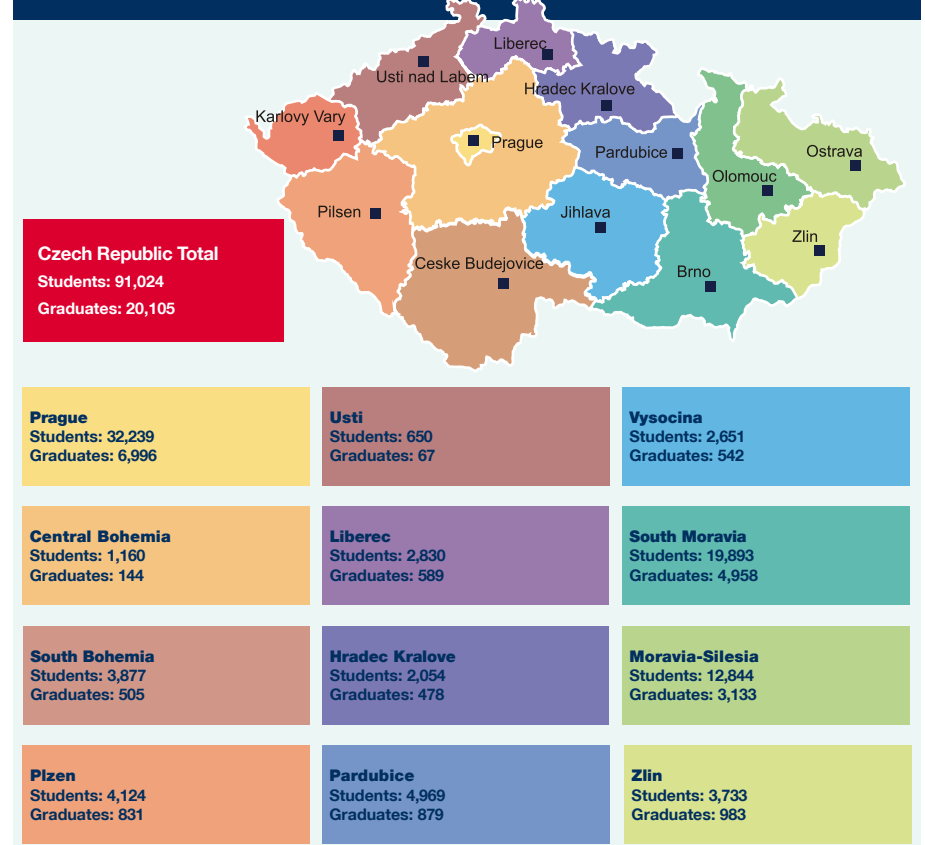 Liberec
Usti nad Labem
Hradec Kralove
Karlovy Vary
Prague
Pardubice
Ostrava
Olomouc
Pilsen
Jihlava
Zlin
Ceske Budejovice
Brno
Czech Republic Total
Students: 91,024
Graduates: 20,105
Prague
Students: 32,239
Graduates: 6,996
Usti
Students: 650
Graduates: 67
Vysocina
Students: 2,651
Graduates: 542
Central Bohemia
Students: 1,160
Graduates: 144
Liberec
Students: 2,830
Graduates: 589
South Moravia
Students: 19,893
Graduates: 4,958
South Bohemia
Students: 3,877
Graduates: 505
Hradec Kralove
Students: 2,054
Graduates: 478
Moravia-Silesia
Students: 12,844
Graduates: 3,133
Plzen
Students: 4,124
Graduates: 831
Pardubice
Students: 4,969
Graduates: 879
Zlin
Students: 3,733
Graduates: 983